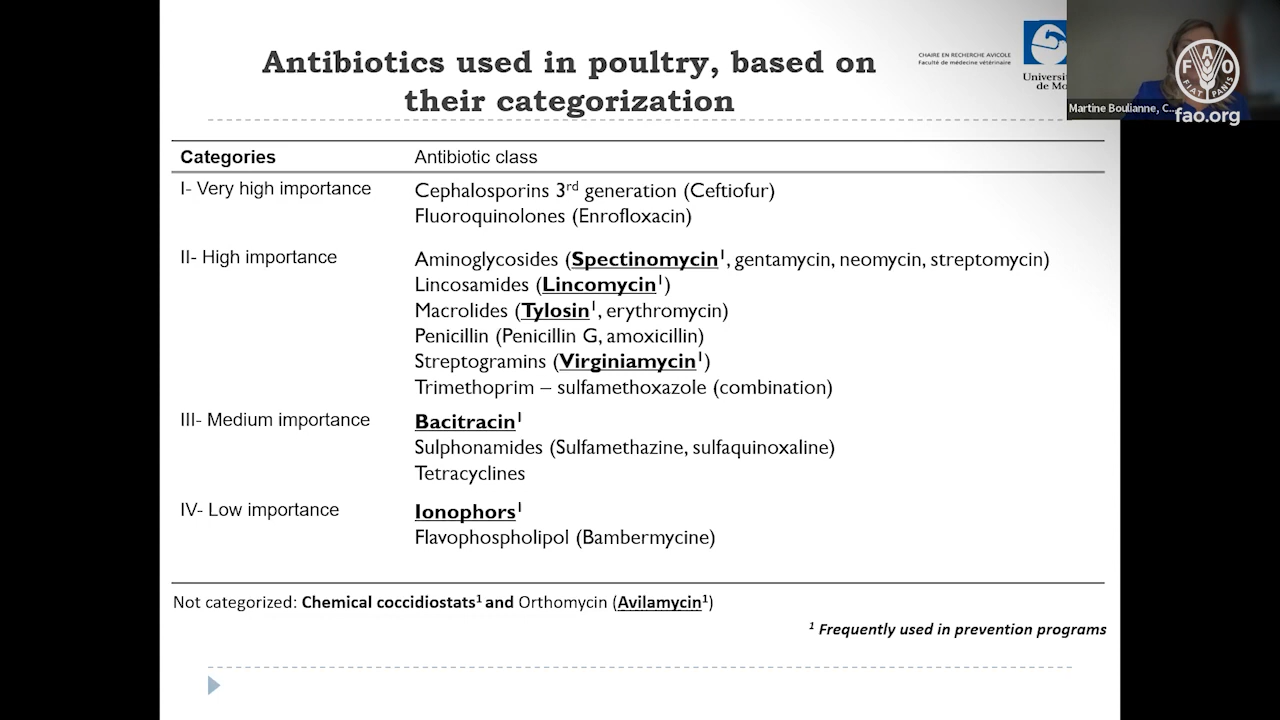 Antibiotics used in poultry, based on
their categorization
CHAIRE EN RECHERCHE AVICOLE
Faculté de médecine vétérinaire
Universi
de Mo
FAO
FIAT PANIS
Martine Boulianne, C...
fao.org
Categories Antibiotic class
I- Very high importance Cephalosporins 3rd generation (Ceftiofur)
Fluoroquinolones (Enrofloxacin)
II- High importance Aminoglycosides (Spectinomycin¹, gentamycin, neomycin, streptomycin)
Lincosamides (Lincomycin¹)
Macrolides (Tylosin¹, erythromycin)
Penicillin (Penicillin G, amoxicillin)
Streptogramins (Virginiamycin¹)
Trimethoprim – sulfamethoxazole (combination)
III- Medium importance Bacitracin¹
Sulphonamides (Sulfamethazine, sulfaquinoxaline)
Tetracyclines
IV- Low importance Ionophors¹
Flavophospholipol (Bambermycine)
Not categorized: Chemical coccidiostats¹ and Orthomycin (Avilamycin¹)
¹ Frequently used in prevention programs